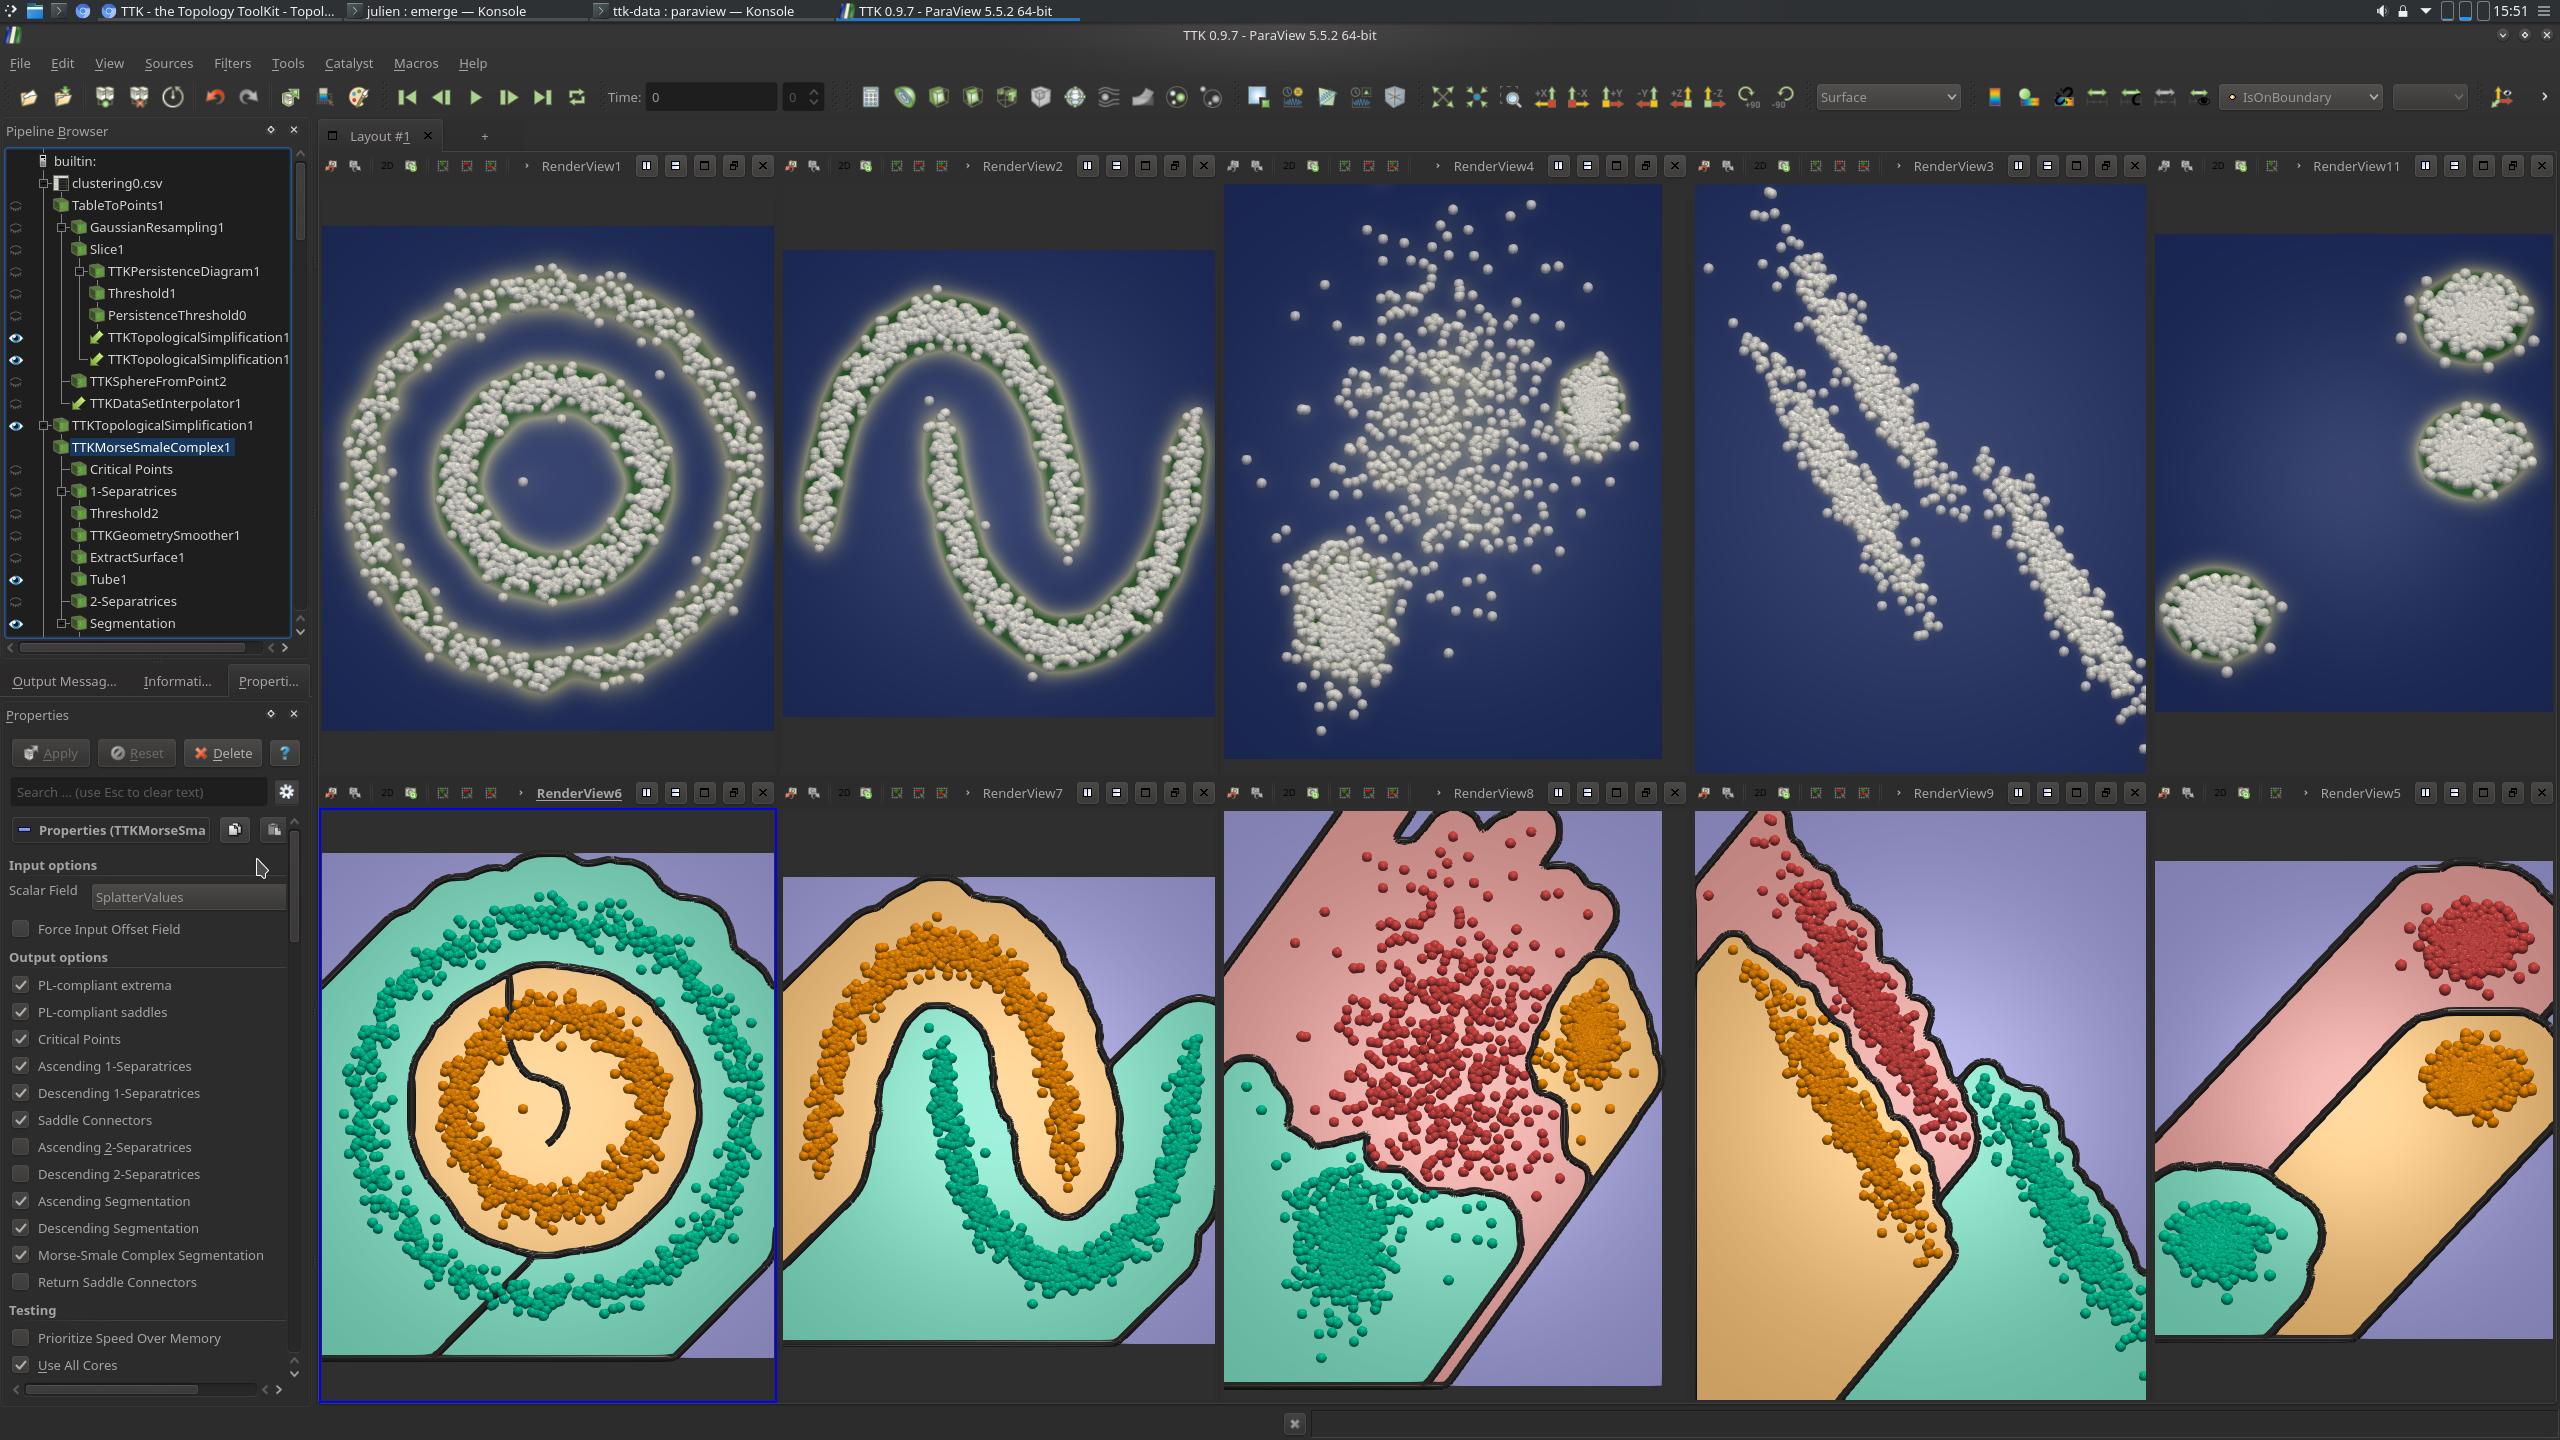 TTK - the Topology ToolKit - Topol...
julien : emerge — Konsole
ttk-data : paraview — Konsole
TTK 0.9.7 - ParaView 5.5.2 64-bit
15:51
TTK 0.9.7 - ParaView 5.5.2 64-bit
File Edit View Sources Filters Tools Catalyst Macros Help
Time: 0
0
+X
-X
+Y
-Y
+Z
-Z
+90
-90
Surface
IsOnBoundary
Pipeline Browser
builtin:
clustering0.csv
TableToPoints1
GaussianResampling1
Slice1
TTKPersistenceDiagram1
Threshold1
PersistenceThreshold0
TTKTopologicalSimplification1
TTKTopologicalSimplification1
TTKSphereFromPoint2
TTKDataSetInterpolator1
TTKTopologicalSimplification1
TTKMorseSmaleComplex1
Critical Points
1-Separatrices
Threshold2
TTKGeometrySmoother1
ExtractSurface1
Tube1
2-Separatrices
Segmentation
Output Messag... Informati... Properti...
Properties
Apply Reset Delete ?
Search ... (use Esc to clear text)
Properties (TTKMorseSma
Input options
Scalar Field SplatterValues
Force Input Offset Field
Output options
PL-compliant extrema
PL-compliant saddles
Critical Points
Ascending 1-Separatrices
Descending 1-Separatrices
Saddle Connectors
Ascending 2-Separatrices
Descending 2-Separatrices
Ascending Segmentation
Descending Segmentation
Morse-Smale Complex Segmentation
Return Saddle Connectors
Testing
Prioritize Speed Over Memory
Use All Cores
Layout #1
+
2D RenderView1
2D RenderView2
2D RenderView4
2D RenderView3
2D RenderView11
2D RenderView6
2D RenderView7
2D RenderView8
2D RenderView9
2D RenderView5